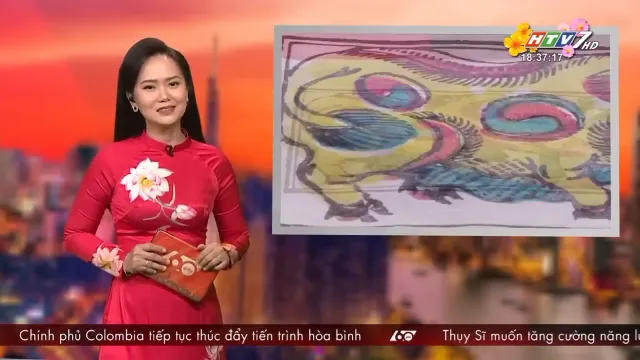 HTV7 HD
18:37:17
Chính phủ Colombia tiếp tục thúc đẩy tiến trình hòa bình 60 Thụy Sĩ muốn tăng cường năng l